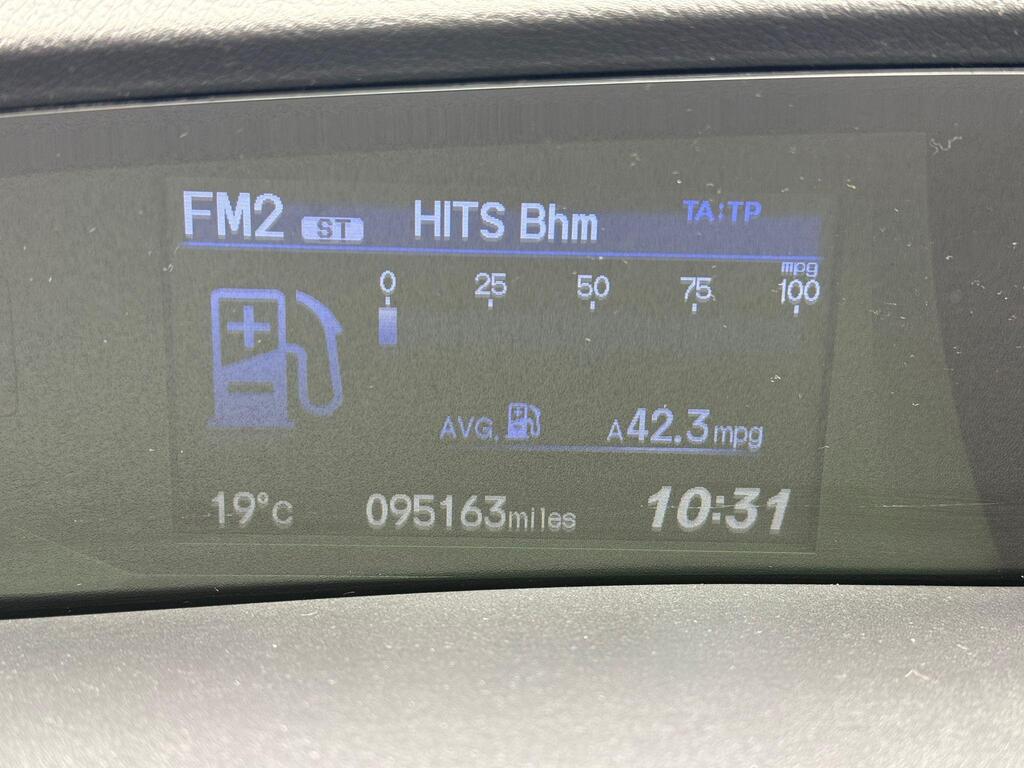 FM2 ST HITS Bhm TA:TP
mpg
0 25 50 75 100
AVG. A42.3mpg
19°C 095163miles 10:31